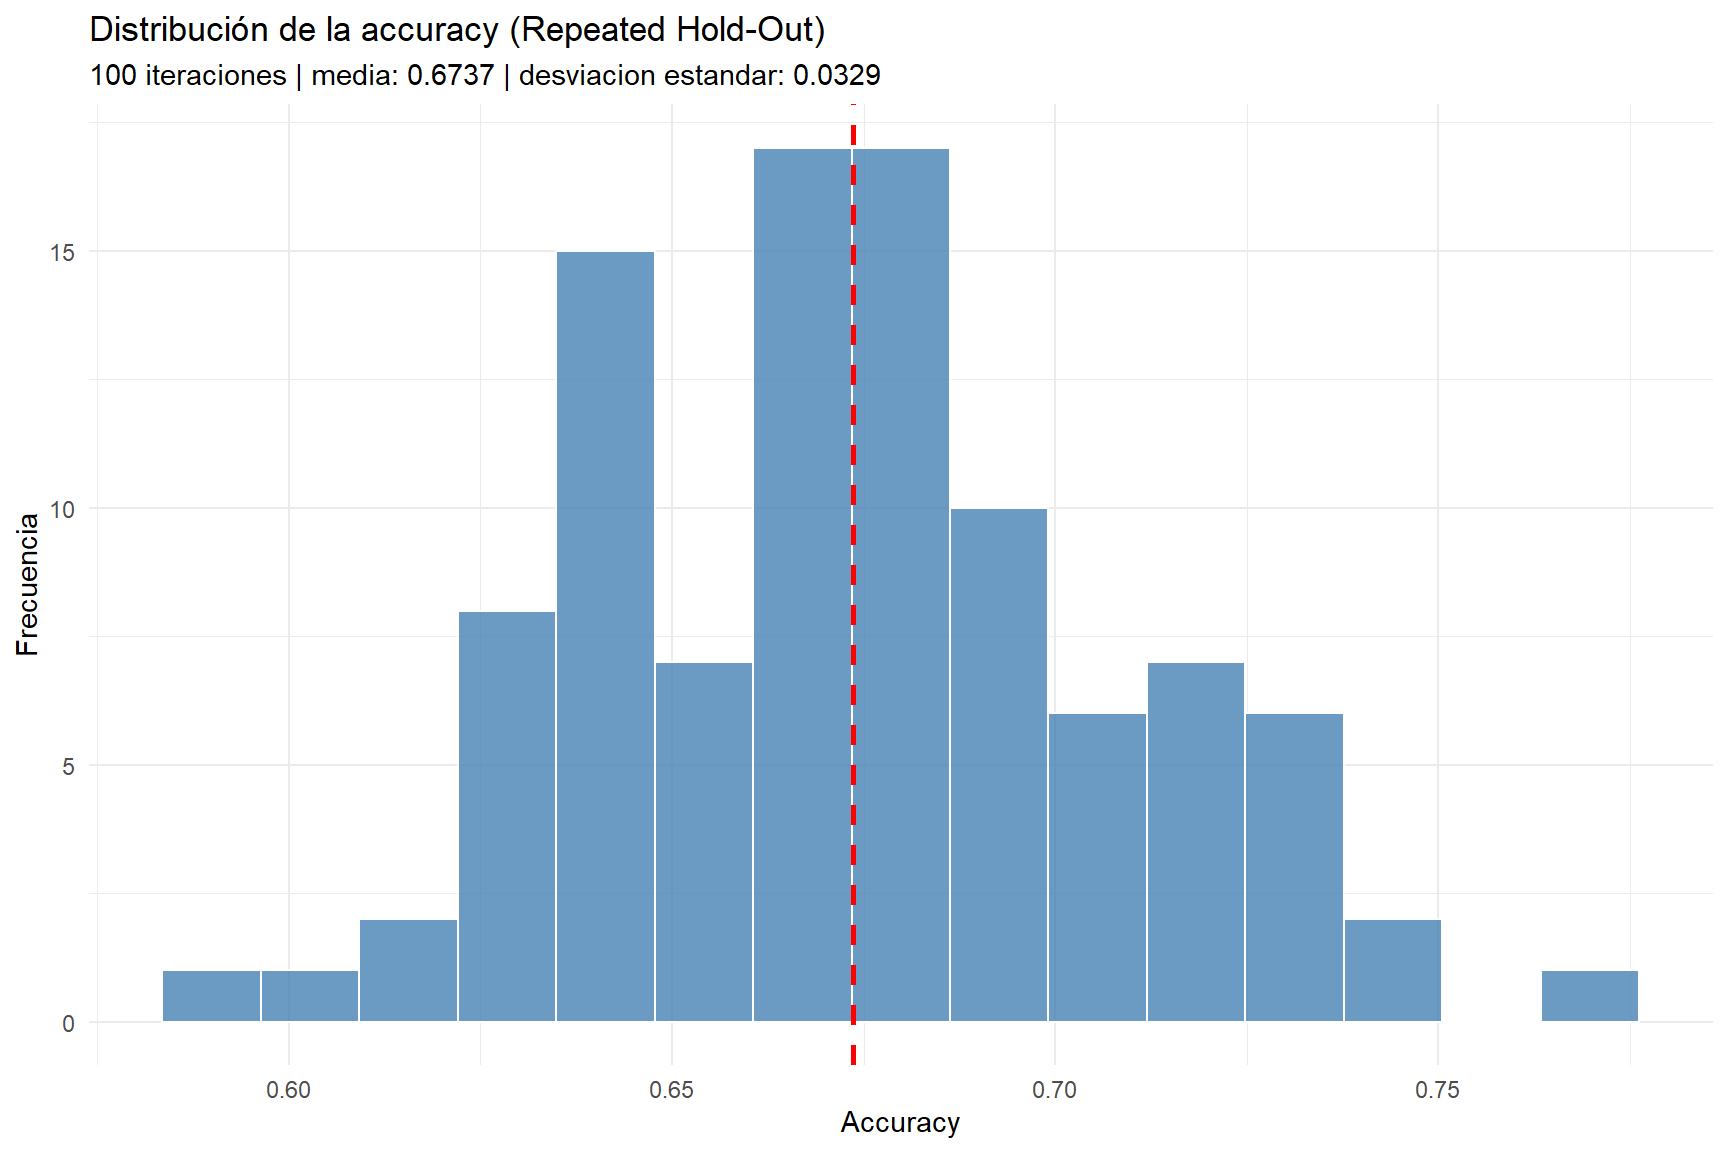 Distribución de la accuracy (Repeated Hold-Out)
100 iteraciones | media: 0.6737 | desviacion estandar: 0.0329
Frecuencia
15
10
5
0
0.60
0.65
0.70
0.75
Accuracy